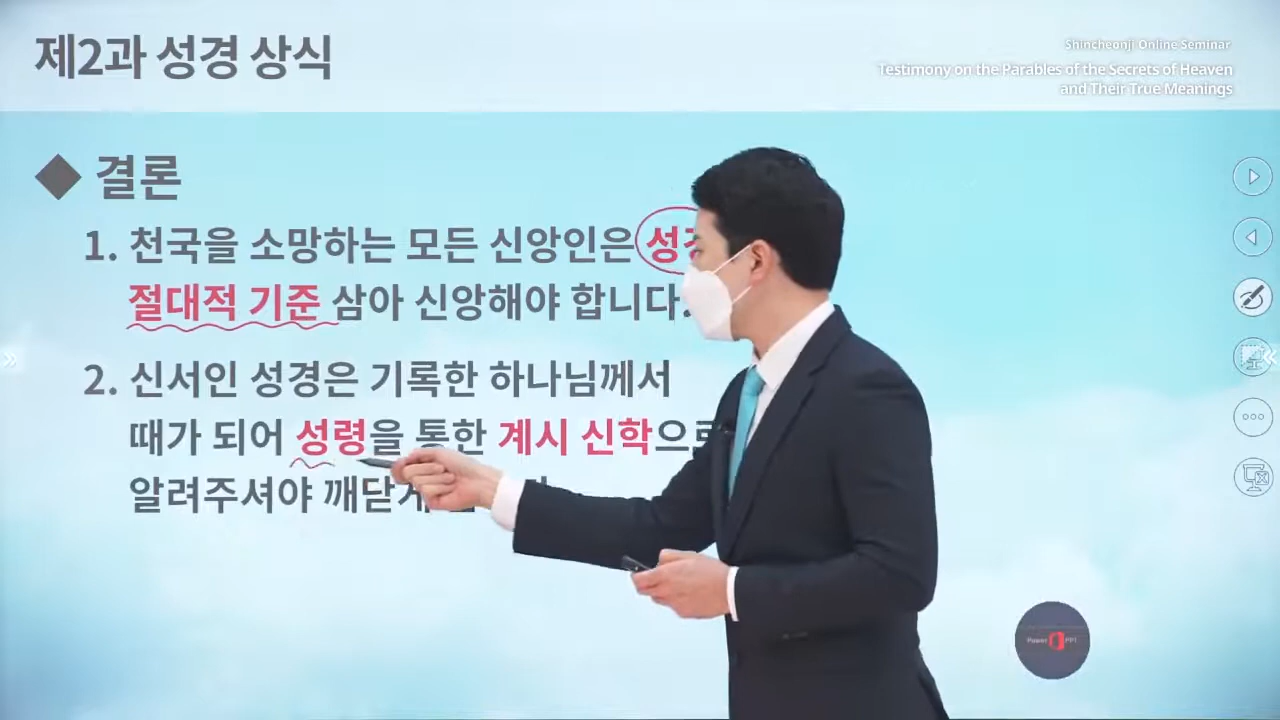 제2과 성경 상식
Shincheonji Online Seminar
Testimony on the Parables of the Secrets of Heaven
and Their True Meanings
◆ 결론
1. 천국을 소망하는 모든 신앙인은
절대적 기준 삼아 신앙해야 합니다.
2. 신서인 성경은 기록한 하나님께서
때가 되어 성령을 통한 계시 신학으로
알려주셔야
Power PPT